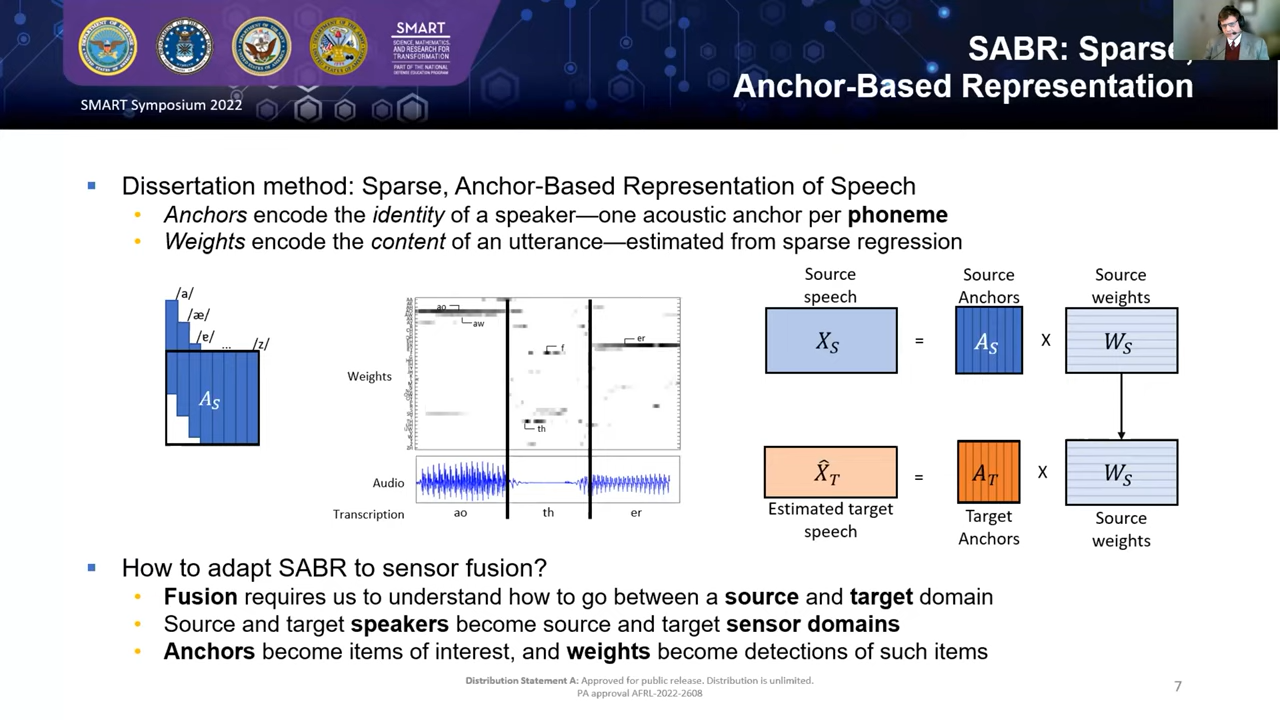 SMART
SCIENCE, MATHEMATICS,
AND RESEARCH FOR
TRANSFORMATION
PART OF THE NATIONAL
DEFENSE EDUCATION PROGRAM
SMART Symposium 2022
SABR: Sparse,
Anchor-Based Representation
Dissertation method: Sparse, Anchor-Based Representation of Speech
Anchors encode the identity of a speaker—one acoustic anchor per phoneme
Weights encode the content of an utterance—estimated from sparse regression
/a/
/æ/
/ɐ/
...
/z/
A_S
Weights
ao
aw
f
er
th
Audio
Transcription
ao
th
er
Source
speech
Source
Anchors
Source
weights
X_S
=
A_S
X
W_S
X̂_T
=
A_T
X
W_S
Estimated target
speech
Target
Anchors
Source
weights
How to adapt SABR to sensor fusion?
Fusion requires us to understand how to go between a source and target domain
Source and target speakers become source and target sensor domains
Anchors become items of interest, and weights become detections of such items
Distribution Statement A: Approved for public release. Distribution is unlimited.
PA approval AFRL-2022-2608
7